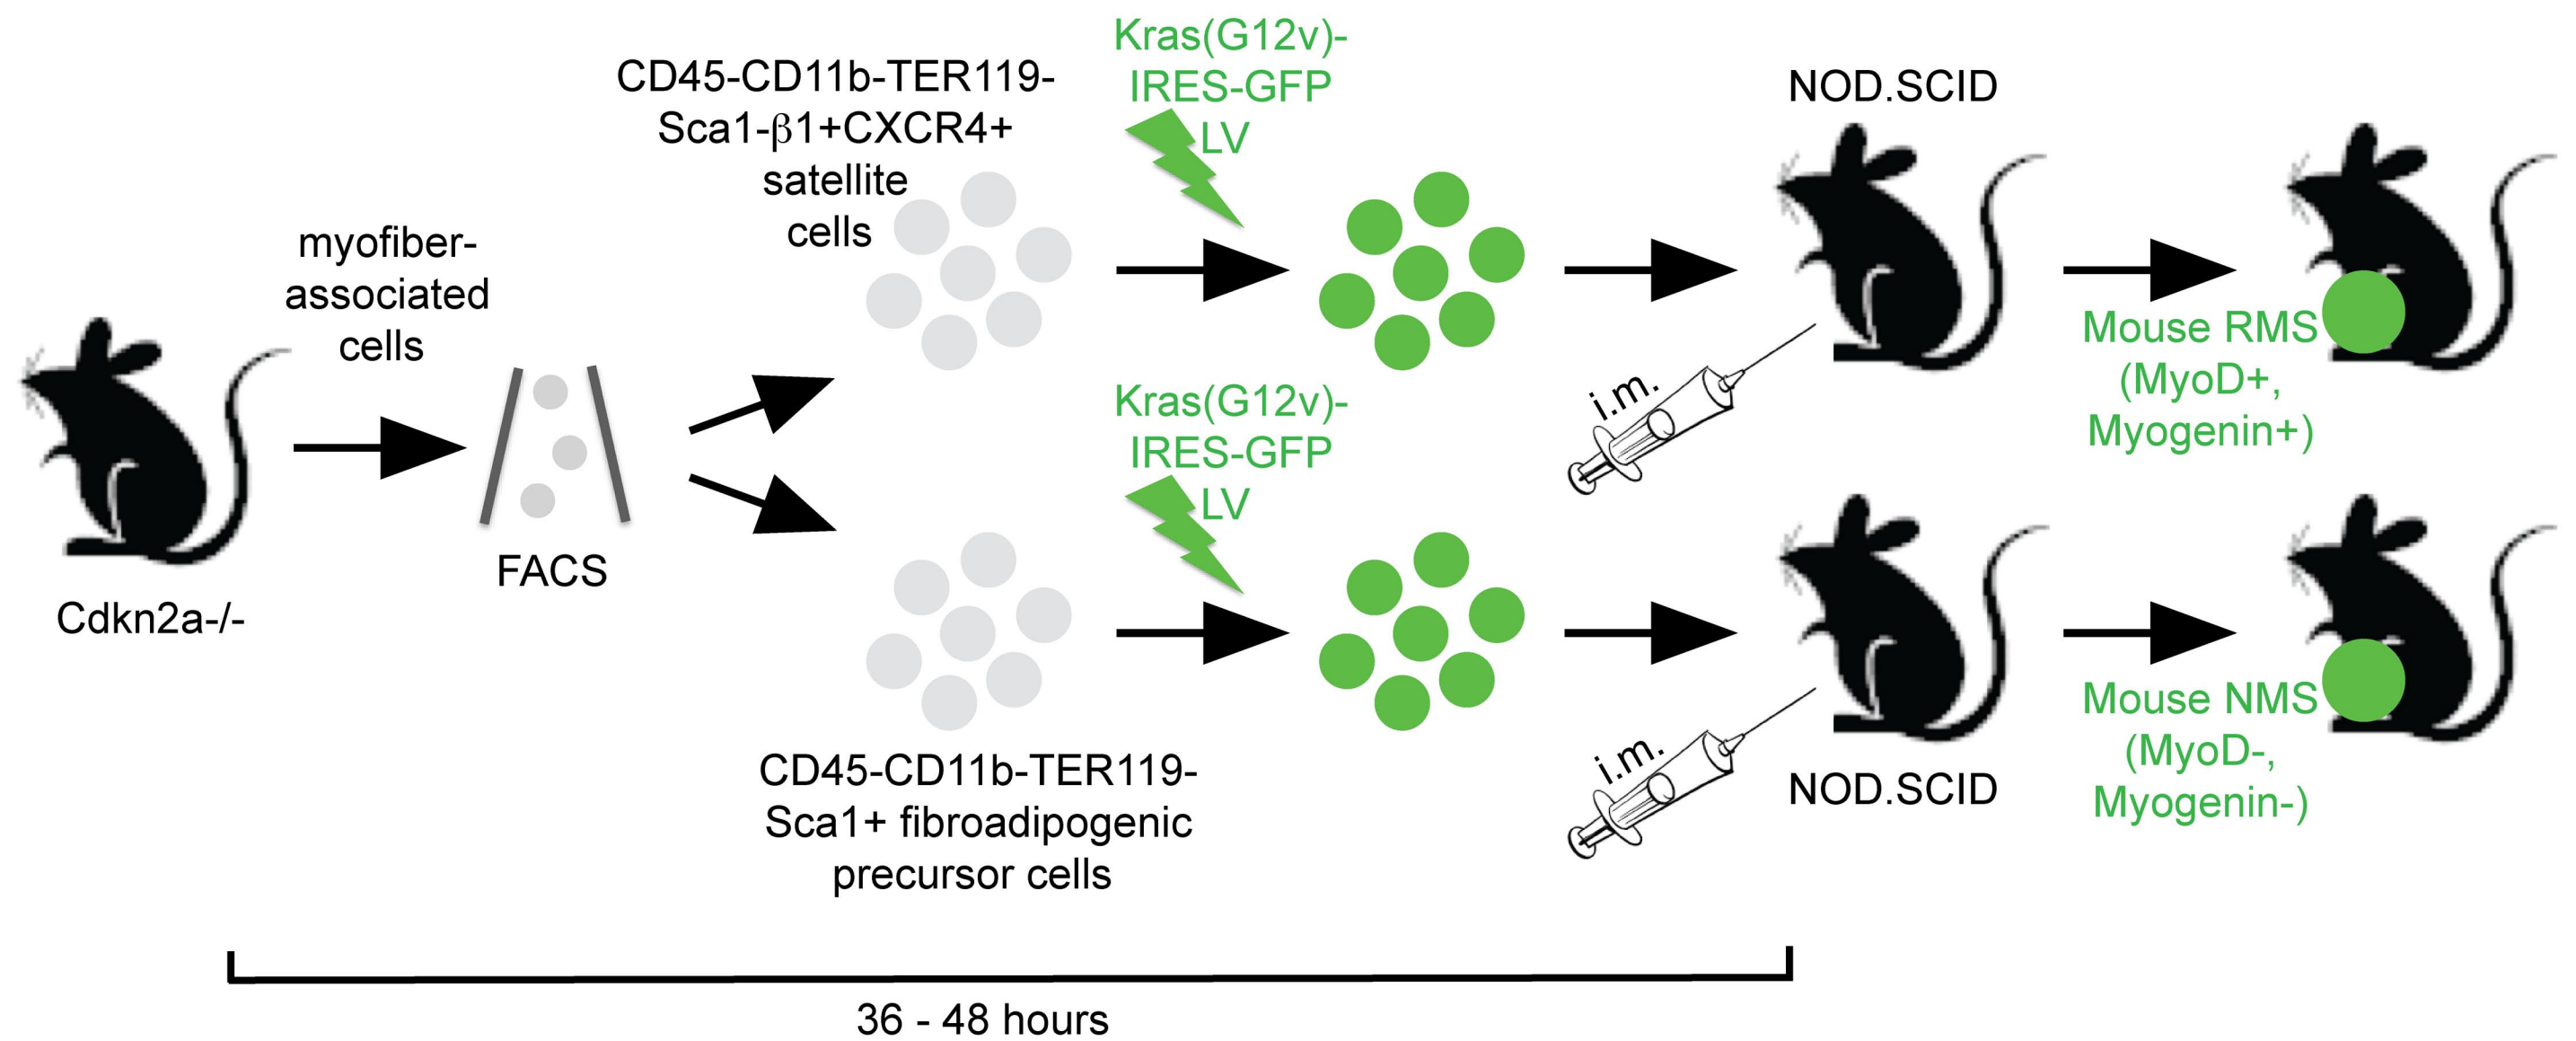 Cdkn2a-/-
myofiber-
associated
cells
FACS
CD45-CD11b-TER119-
Sca1-β1+CXCR4+
satellite
cells
Kras(G12v)-
IRES-GFP
LV
NOD.SCID
i.m.
Mouse RMS
(MyoD+,
Myogenin+)
CD45-CD11b-TER119-
Sca1+ fibroadipogenic
precursor cells
Kras(G12v)-
IRES-GFP
LV
i.m.
NOD.SCID
Mouse NMS
(MyoD-,
Myogenin-)
36 - 48 hours